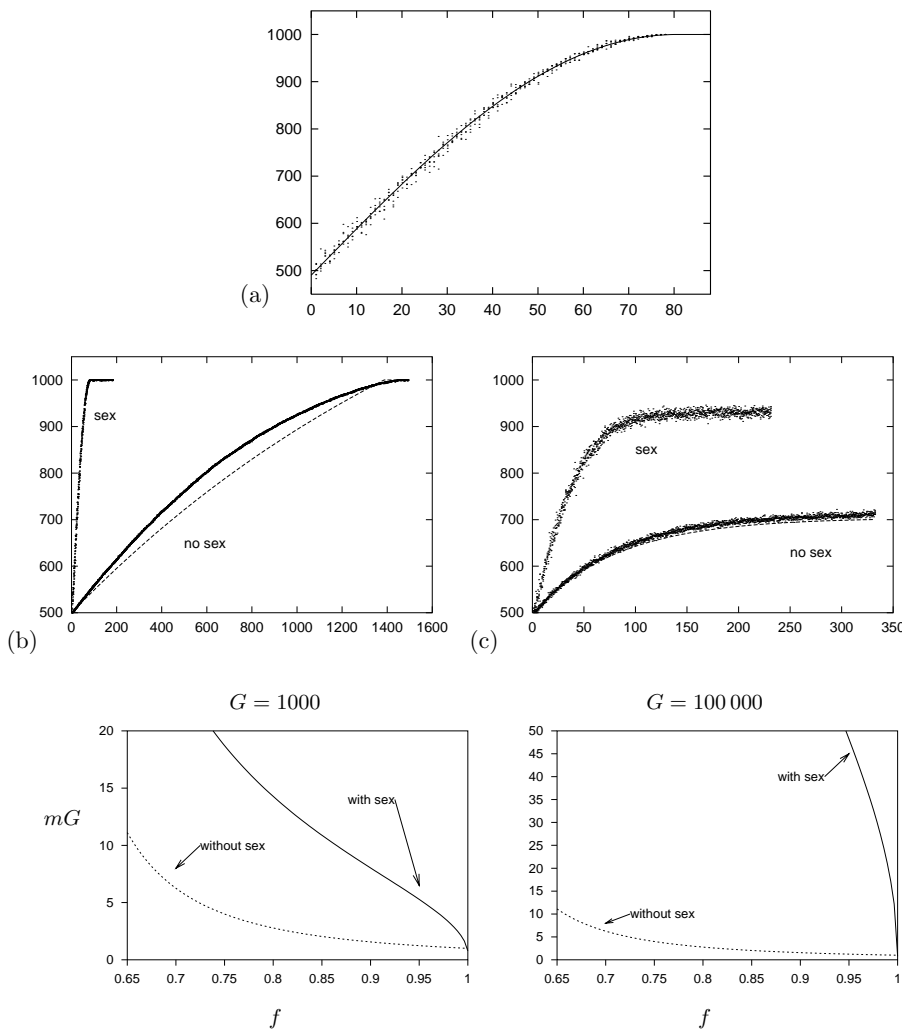 1000
900
800
700
600
500
0 10 20 30 40 50 60 70 80
(a)
1000
900
800
700
600
500
sex
no sex
0 200 400 600 800 1000 1200 1400 1600
(b)
1000
900
800
700
600
500
sex
no sex
0 50 100 150 200 250 300 350
(c)
G = 1000
20
15
10
5
0
mG
with sex
without sex
0.65 0.7 0.75 0.8 0.85 0.9 0.95 1
f
G = 100 000
50
45
40
35
30
25
20
15
10
5
0
with sex
without sex
0.65 0.7 0.75 0.8 0.85 0.9 0.95 1
f